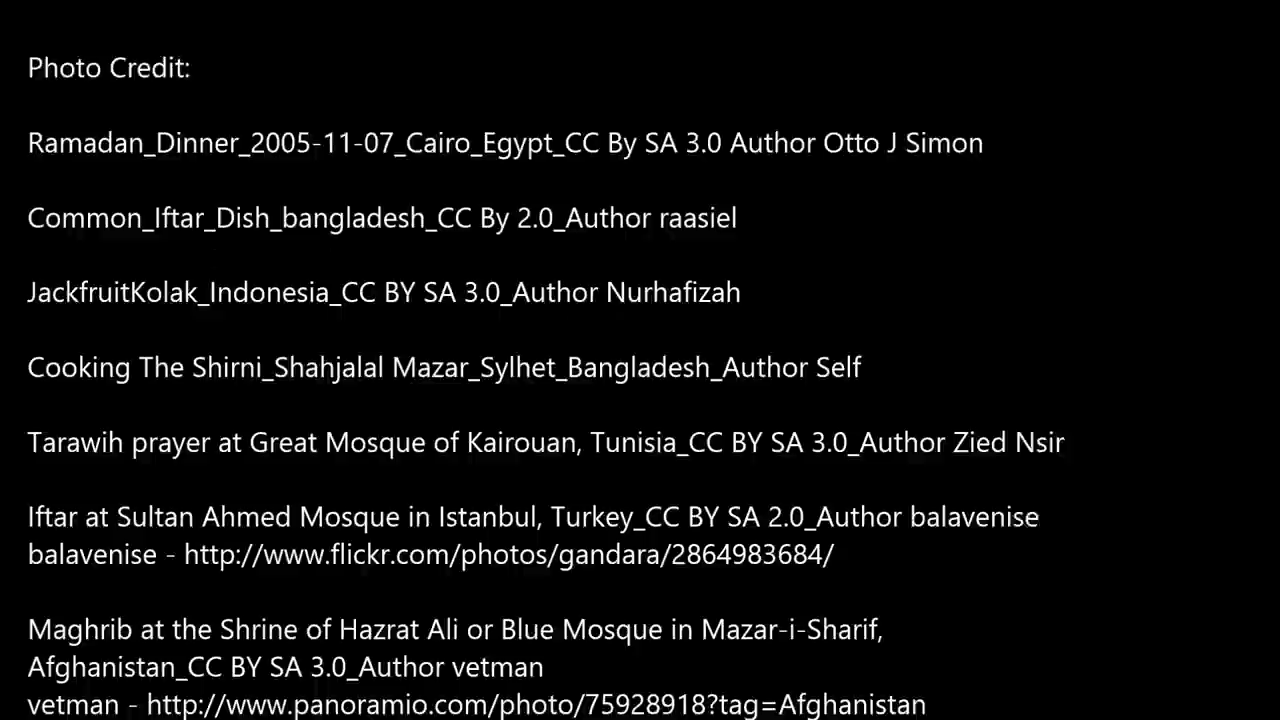 Photo Credit:
Ramadan_Dinner_2005-11-07_Cairo_Egypt_CC By SA 3.0 Author Otto J Simon
Common_Iftar_Dish_bangladesh_CC By 2.0_Author raasiel
JackfruitKolak_Indonesia_CC BY SA 3.0_Author Nurhafizah
Cooking The Shirni_Shahjalal Mazar_Sylhet_Bangladesh_Author Self
Tarawih prayer at Great Mosque of Kairouan, Tunisia_CC BY SA 3.0_Author Zied Nsir
Iftar at Sultan Ahmed Mosque in Istanbul, Turkey_CC BY SA 2.0_Author balavenise
balavenise - http://www.flickr.com/photos/gandara/2864983684/
Maghrib at the Shrine of Hazrat Ali or Blue Mosque in Mazar-i-Sharif,
Afghanistan_CC BY SA 3.0_Author vetman
vetman - http://www.panoramio.com/photo/75928918?tag=Afghanistan